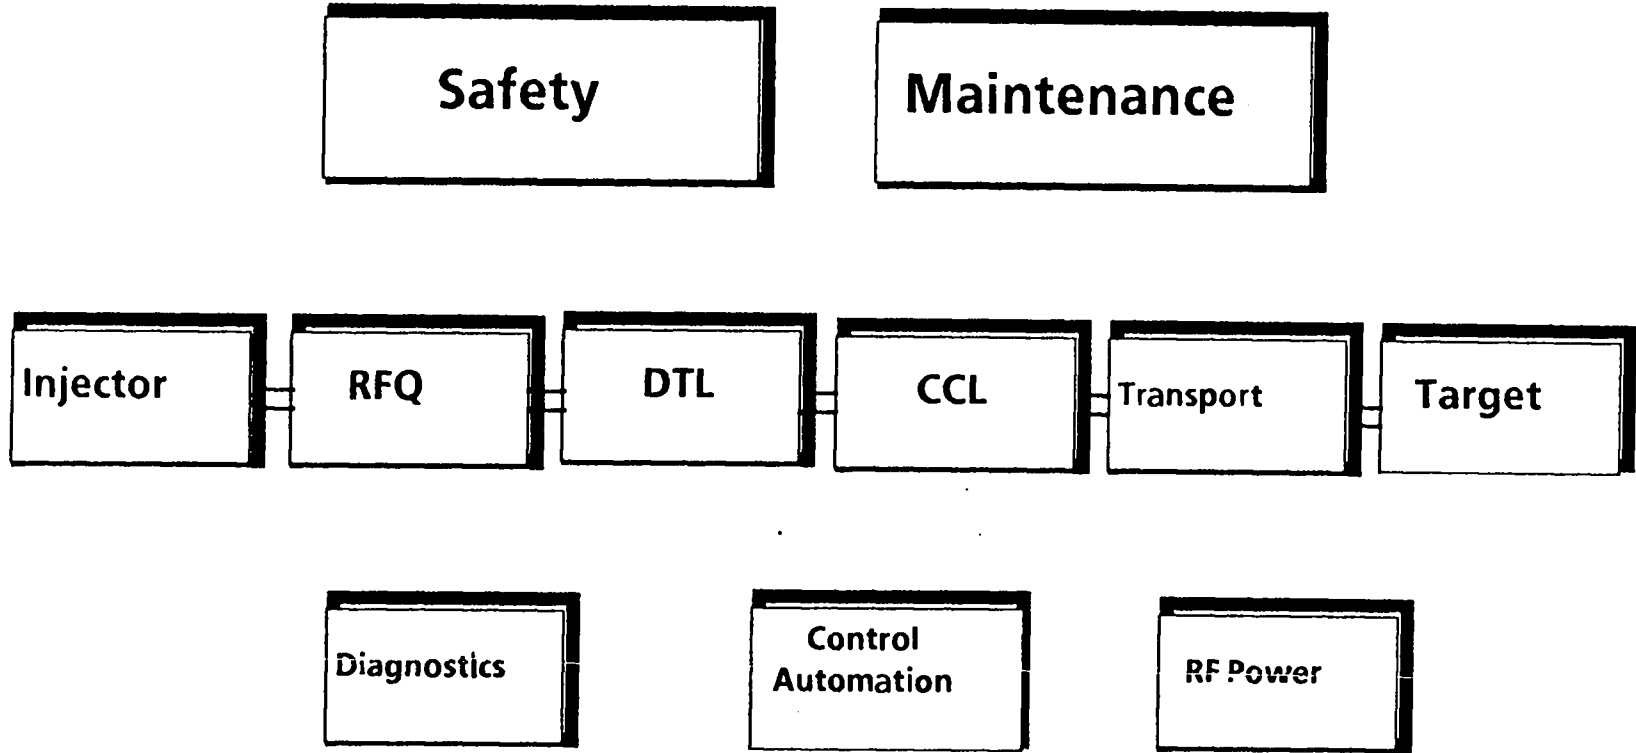 Safety
Maintenance
Injector
RFQ
DTL
CCL
Transport
Target
Diagnostics
Control
Automation
RF Power